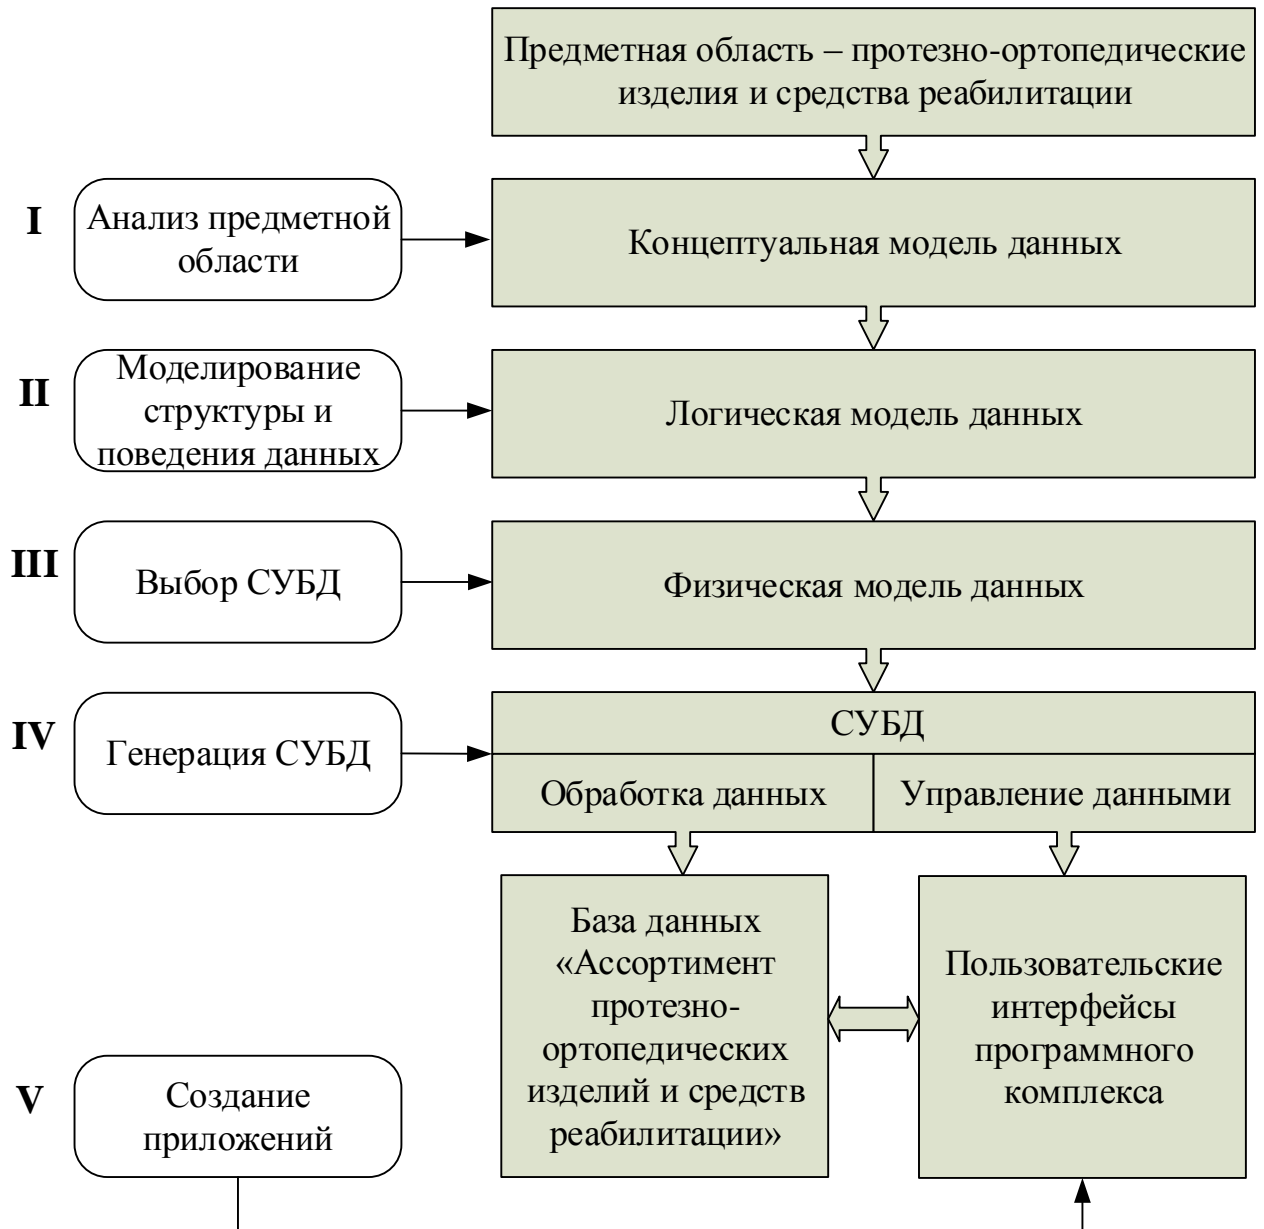 Предметная область – протезно-ортопедические
изделия и средства реабилитации
I
Анализ предметной
области
Концептуальная модель данных
II
Моделирование
структуры и
поведения данных
Логическая модель данных
III
Выбор СУБД
Физическая модель данных
IV
Генерация СУБД
СУБД
Обработка данных
Управление данными
База данных
«Ассортимент
протезно-
ортопедических
изделий и средств
реабилитации»
Пользовательские
интерфейсы
программного
комплекса
V
Создание
приложений